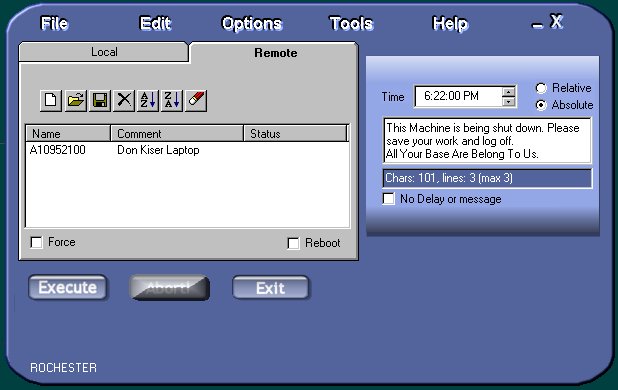 File Edit Options Tools Help
Local Remote
Name Comment Status
A10952100 Don Kiser Laptop
Force Reboot
Time 6:22:00 PM
Relative
Absolute
This Machine is being shut down. Please
save your work and log off.
All Your Base Are Belong To Us.
Chars: 101, lines: 3 (max 3)
No Delay or message
Execute Abort! Exit
ROCHESTER